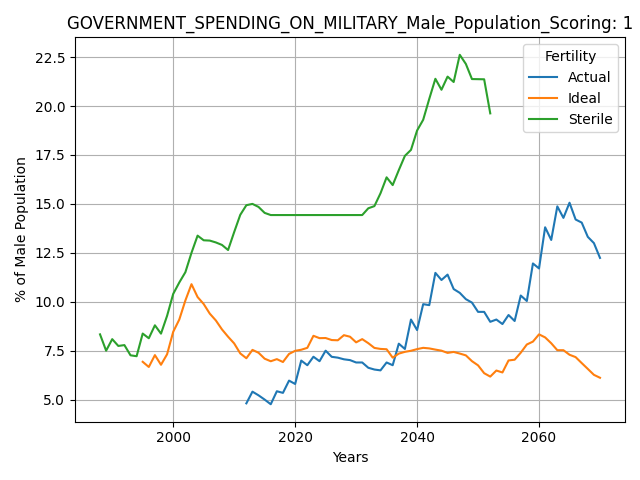 GOVERNMENT_SPENDING_ON_MILITARY_Male_Population_Scoring: 1
22.5
20.0
17.5
15.0
12.5
10.0
7.5
5.0
% of Male Population
Fertility
Actual
Ideal
Sterile
2000
2020
2040
2060
Years